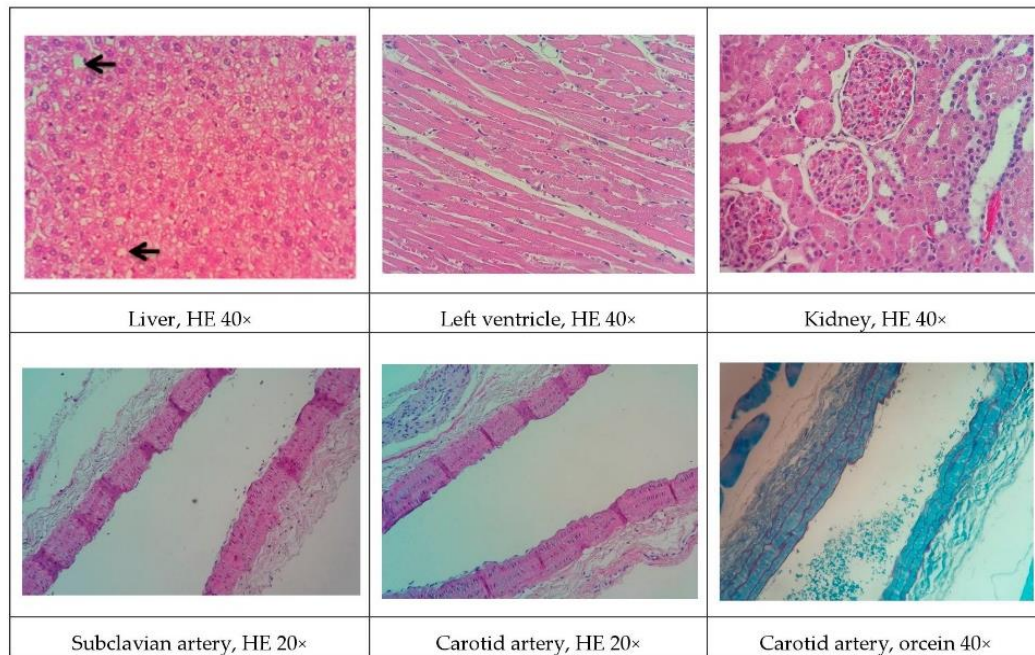 Liver, HE 40×
Left ventricle, HE 40×
Kidney, HE 40×
Subclavian artery, HE 20×
Carotid artery, HE 20×
Carotid artery, orcein 40×